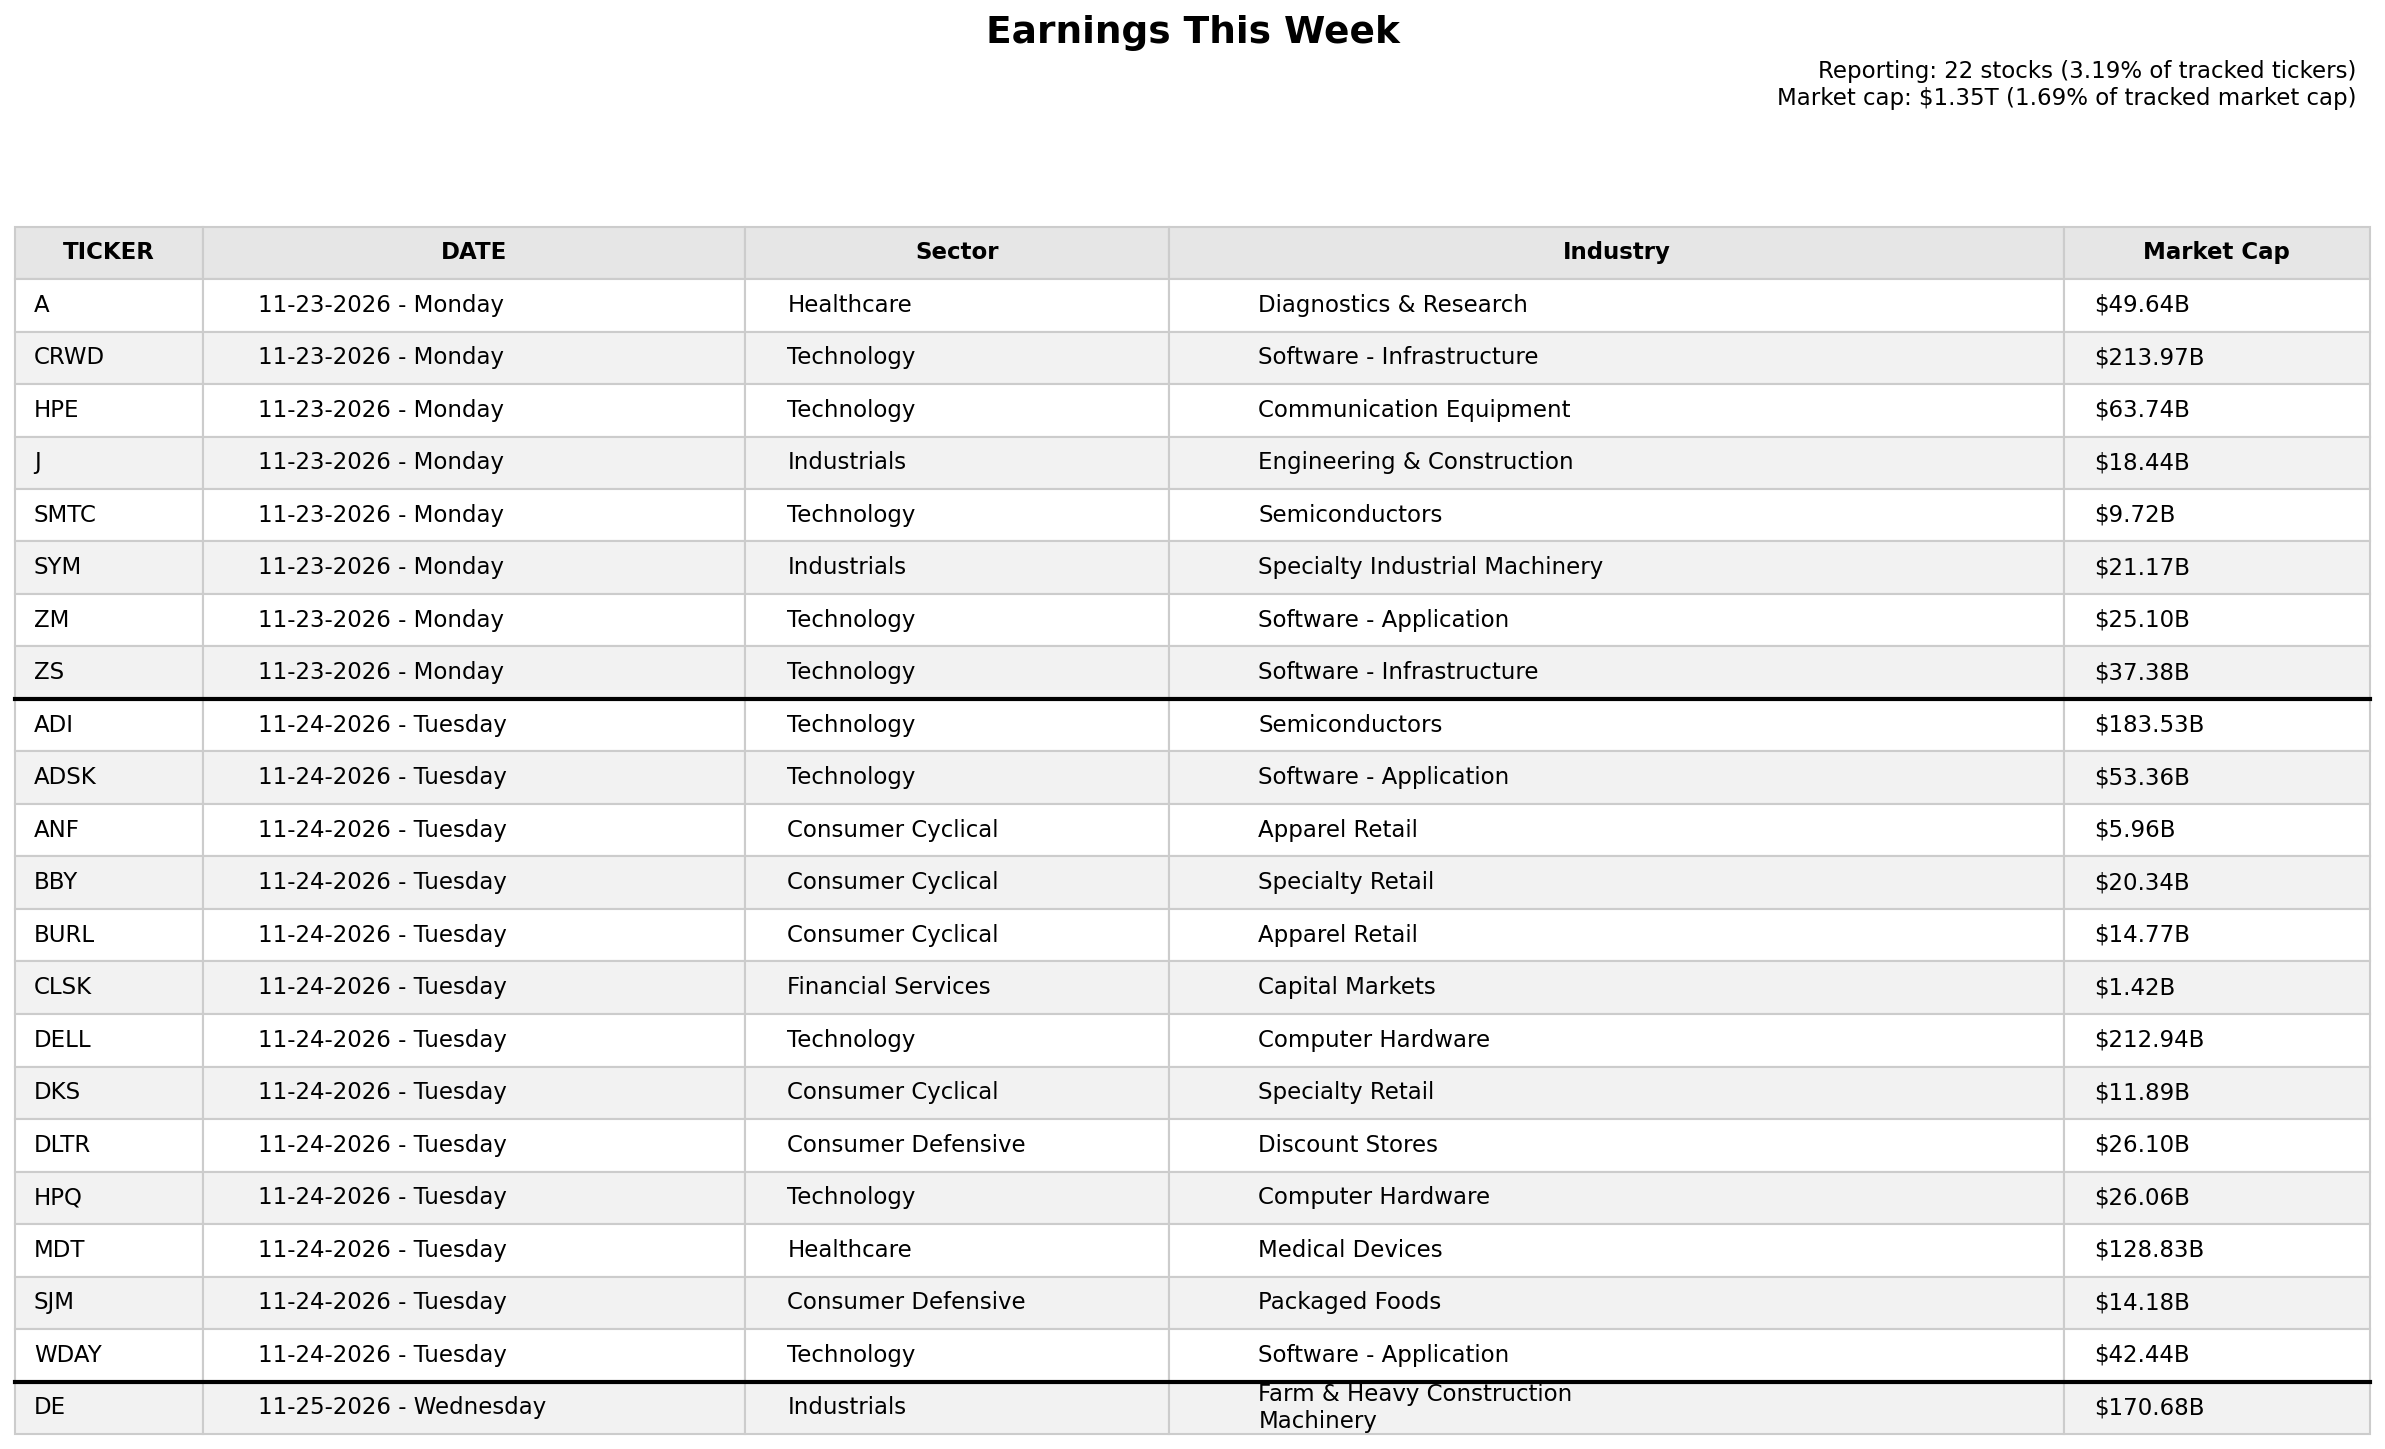 Earnings This Week
Reporting: 22 stocks (3.19% of tracked tickers)
Market cap: $1.35T (1.69% of tracked market cap)
TICKER DATE Sector Industry Market Cap
A 11-23-2026 - Monday Healthcare Diagnostics & Research $49.64B
CRWD 11-23-2026 - Monday Technology Software - Infrastructure $213.97B
HPE 11-23-2026 - Monday Technology Communication Equipment $63.74B
J 11-23-2026 - Monday Industrials Engineering & Construction $18.44B
SMTC 11-23-2026 - Monday Technology Semiconductors $9.72B
SYM 11-23-2026 - Monday Industrials Specialty Industrial Machinery $21.17B
ZM 11-23-2026 - Monday Technology Software - Application $25.10B
ZS 11-23-2026 - Monday Technology Software - Infrastructure $37.38B
ADI 11-24-2026 - Tuesday Technology Semiconductors $183.53B
ADSK 11-24-2026 - Tuesday Technology Software - Application $53.36B
ANF 11-24-2026 - Tuesday Consumer Cyclical Apparel Retail $5.96B
BBY 11-24-2026 - Tuesday Consumer Cyclical Specialty Retail $20.34B
BURL 11-24-2026 - Tuesday Consumer Cyclical Apparel Retail $14.77B
CLSK 11-24-2026 - Tuesday Financial Services Capital Markets $1.42B
DELL 11-24-2026 - Tuesday Technology Computer Hardware $212.94B
DKS 11-24-2026 - Tuesday Consumer Cyclical Specialty Retail $11.89B
DLTR 11-24-2026 - Tuesday Consumer Defensive Discount Stores $26.10B
HPQ 11-24-2026 - Tuesday Technology Computer Hardware $26.06B
MDT 11-24-2026 - Tuesday Healthcare Medical Devices $128.83B
SJM 11-24-2026 - Tuesday Consumer Defensive Packaged Foods $14.18B
WDAY 11-24-2026 - Tuesday Technology Software - Application $42.44B
DE 11-25-2026 - Wednesday Industrials Farm & Heavy Construction
Machinery $170.68B